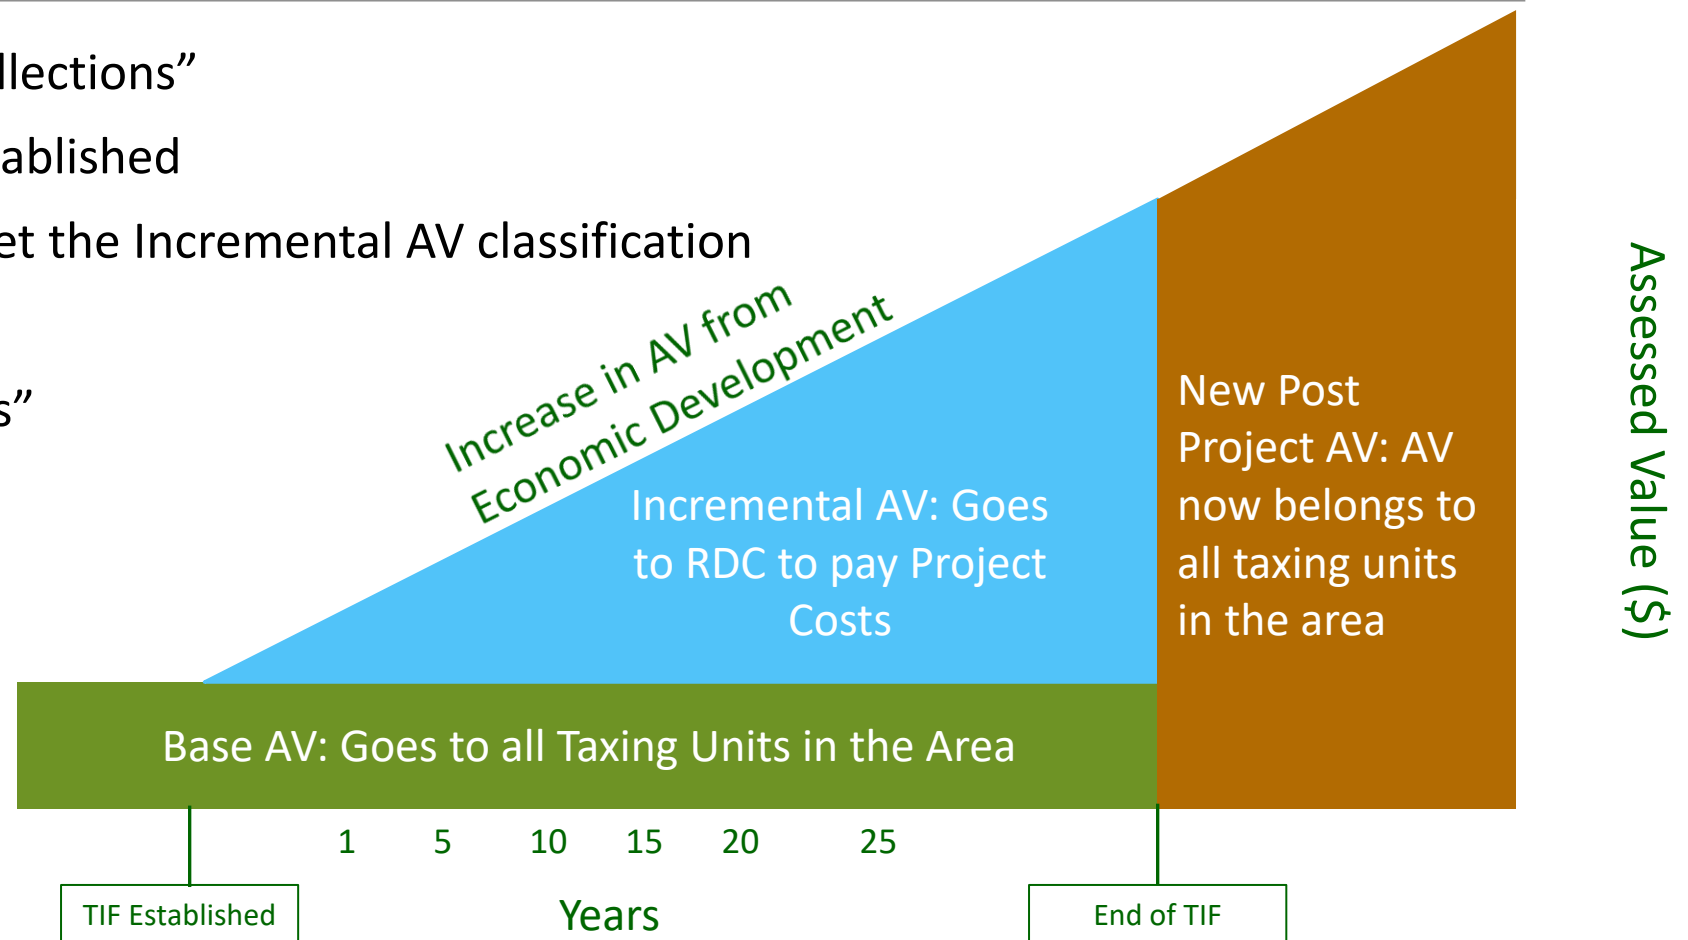 llections”
ablished
et the Incremental AV classification
s”
Increase in AV from
Economic Development
Incremental AV: Goes
to RDC to pay Project
Costs
New Post
Project AV: AV
now belongs to
all taxing units
in the area
Assessed Value ($)
Base AV: Goes to all Taxing Units in the Area
1 5 10 15 20 25
TIF Established
Years
End of TIF